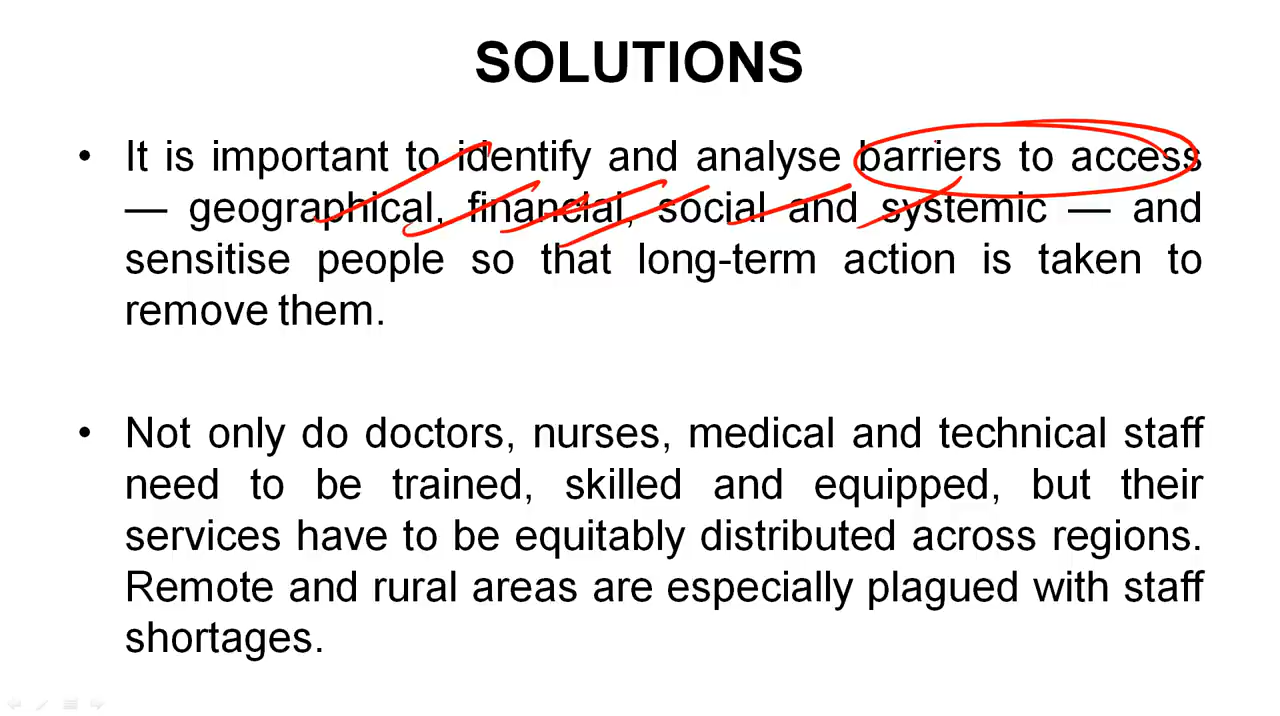 SOLUTIONS
• It is important to identify and analyse barriers to access
— geographical, financial, social and systemic — and
sensitise people so that long-term action is taken to
remove them.
• Not only do doctors, nurses, medical and technical staff
need to be trained, skilled and equipped, but their
services have to be equitably distributed across regions.
Remote and rural areas are especially plagued with staff
shortages.